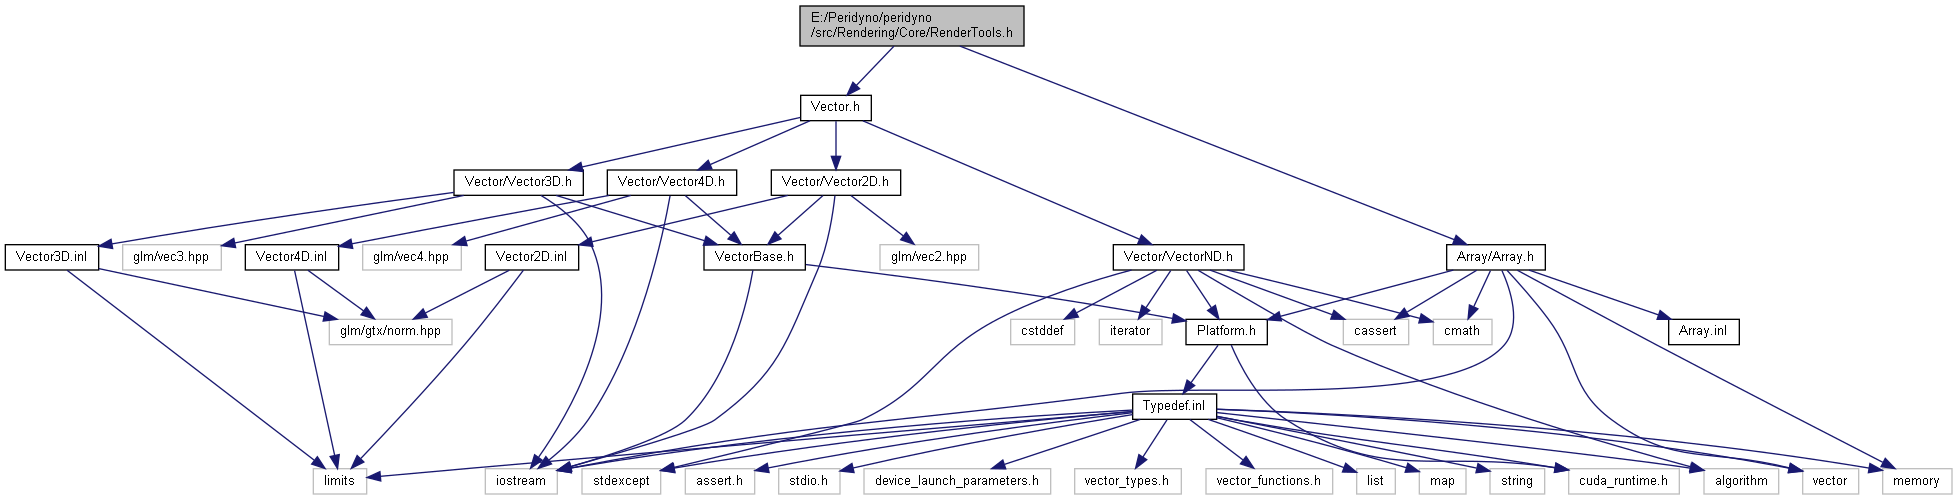 E:/Peridyno/peridyno
/src/Rendering/Core/RenderTools.h
Vector.h
Vector/Vector3D.h
Vector/Vector4D.h
Vector/Vector2D.h
Vector3D.inl
glm/vec3.hpp
Vector4D.inl
glm/vec4.hpp
Vector2D.inl
VectorBase.h
glm/vec2.hpp
Vector/VectorND.h
Array/Array.h
glm/gtx/norm.hpp
cstddef
iterator
Platform.h
cassert
cmath
Array.inl
Typedef.inl
limits
iostream
stdexcept
assert.h
stdio.h
device_launch_parameters.h
vector_types.h
vector_functions.h
list
map
string
cuda_runtime.h
algorithm
vector
memory